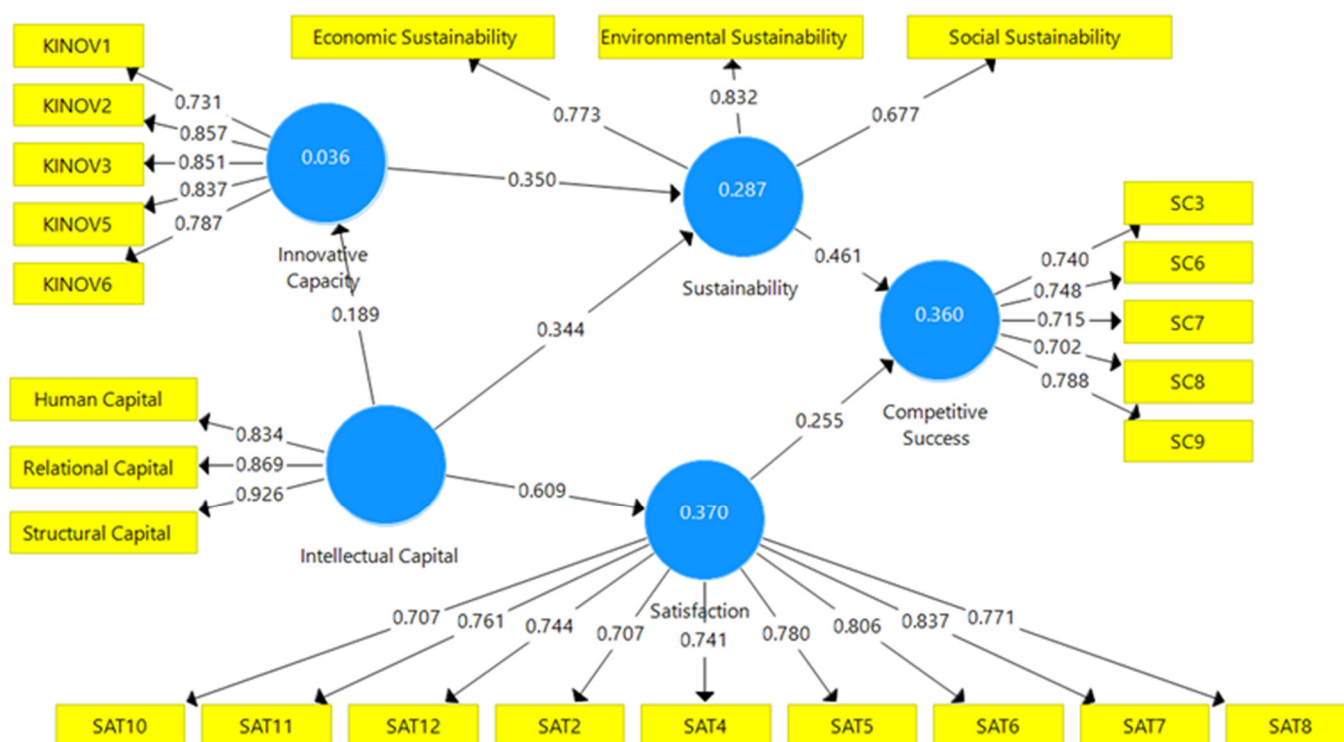 Economic Sustainability
Environmental Sustainability
Social Sustainability
KINOV1
KINOV2
KINOV3
KINOV5
KINOV6
0.731
0.857
0.851
0.837
0.787
0.036
Innovative
Capacity
0.773
0.832
0.677
0.350
0.287
Sustainability
0.189
0.344
0.461
0.360
Competitive
Success
0.740
0.748
0.715
0.702
0.788
SC3
SC6
SC7
SC8
SC9
Human Capital
Relational Capital
Structural Capital
0.834
0.869
0.926
Intellectual Capital
0.609
0.255
0.370
Satisfaction
0.707
0.761
0.744
0.707
0.741
0.780
0.806
0.837
0.771
SAT10
SAT11
SAT12
SAT2
SAT4
SAT5
SAT6
SAT7
SAT8